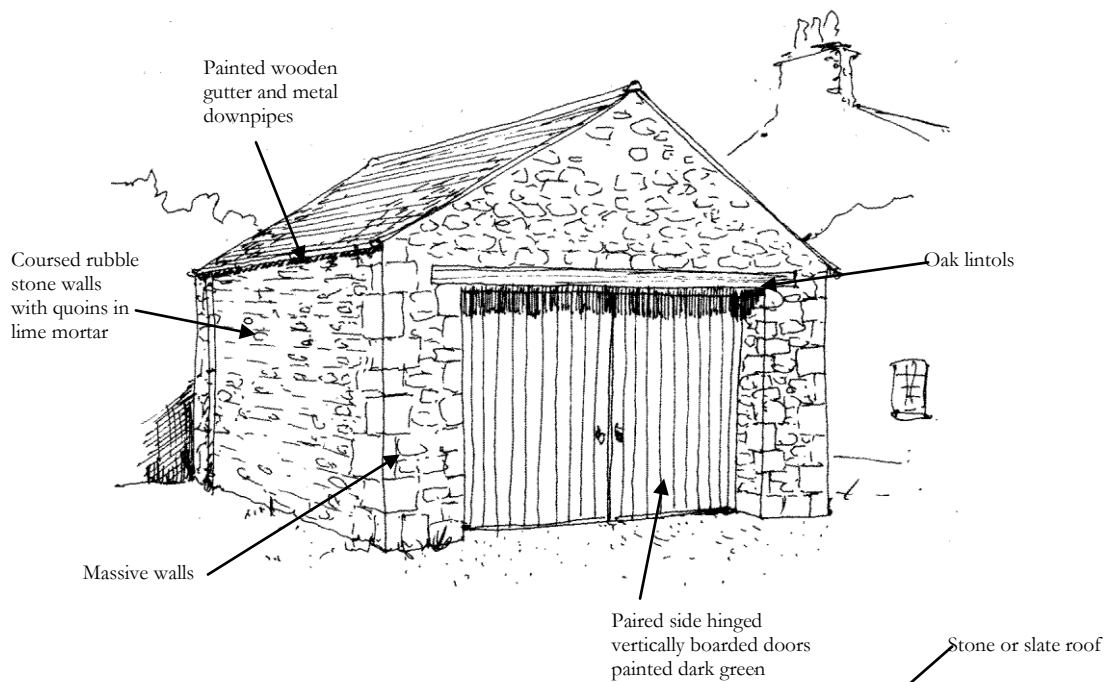 Painted wooden
gutter and metal
downpipes
Coursed rubble
stone walls
with quoins in
lime mortar
Oak lintols
Massive walls
Paired side hinged
vertically boarded doors
painted dark green
Stone or slate roof